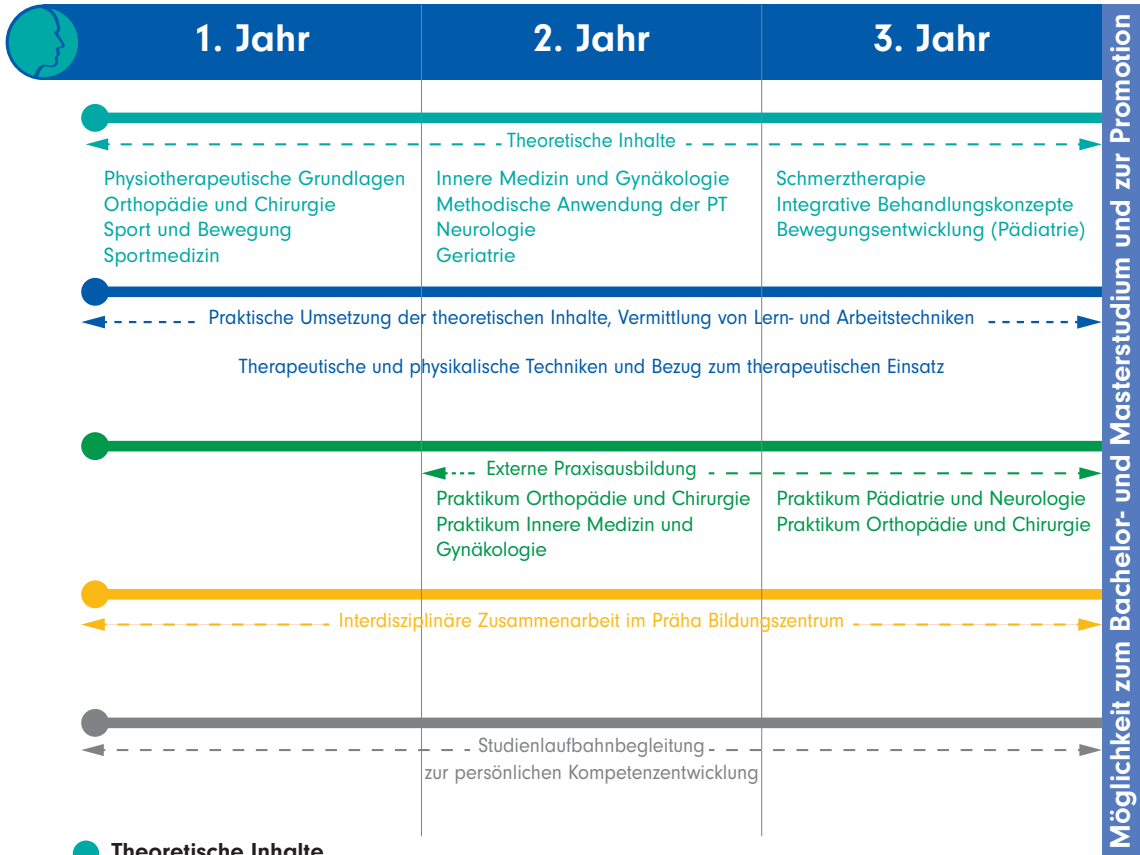 1. Jahr
2. Jahr
3. Jahr
Theoretische Inhalte
Physiotherapeutische Grundlagen
Orthopädie und Chirurgie
Sport und Bewegung
Sportmedizin
Innere Medizin und Gynäkologie
Methodische Anwendung der PT
Neurologie
Geriatrie
Schmerztherapie
Integrative Behandlungskonzepte
Bewegungsentwicklung (Pädiatrie)
Praktische Umsetzung der theoretischen Inhalte, Vermittlung von Lern- und Arbeitstechniken
Therapeutische und physikalische Techniken und Bezug zum therapeutischen Einsatz
Externe Praxisausbildung
Praktikum Orthopädie und Chirurgie
Praktikum Innere Medizin und
Gynäkologie
Praktikum Pädiatrie und Neurologie
Praktikum Orthopädie und Chirurgie
Interdisziplinäre Zusammenarbeit im Präha Bildungszentrum
Studienlaufbahnbegleitung
zur persönlichen Kompetenzentwicklung
Theoretische Inhalte
Möglichkeit zum Bachelor- und Masterstudium und zur Promotion